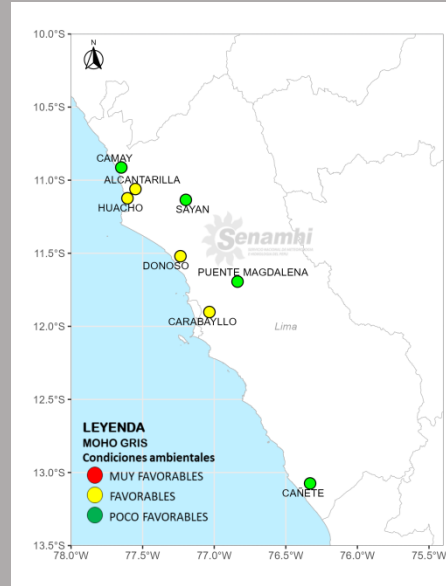 10.0°S
N
10.5°S
CAMAY
11.0°S
ALCANTARILLA
HUACHO
SAYAN
Senamhi
11.5°S
DONOSO
PUENTE MAGDALENA
12.0°S
CARABAYLLO
Lima
12.5°S
LEYENDA
MOHO GRIS
Condiciones ambientales
13.0°S
MUY FAVORABLES
FAVORABLES
CAÑETE
POCO FAVORABLES
13.5°S
78.0°W 77.5°W 77.0°W 76.5°W 76.0°W 75.5°W